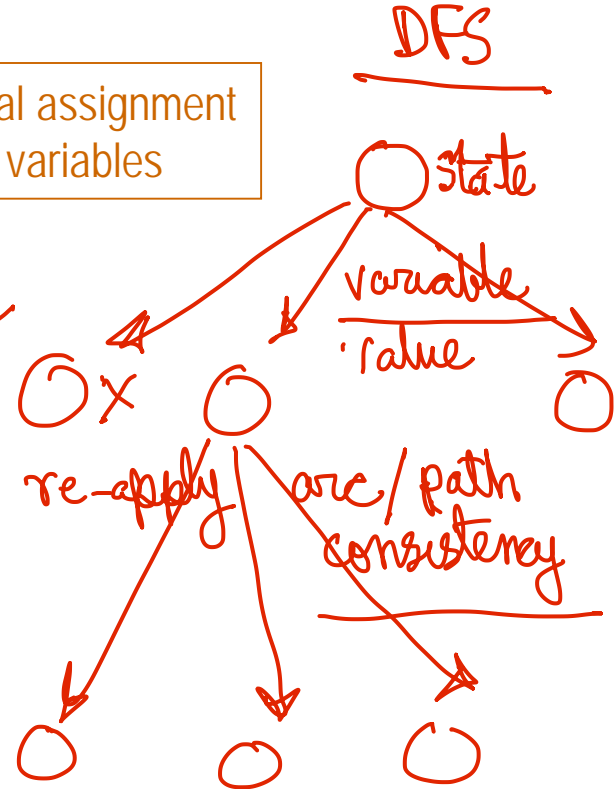 DFS
al assignment
variables
state
variable
value
X
re-apply arc/path
consistency